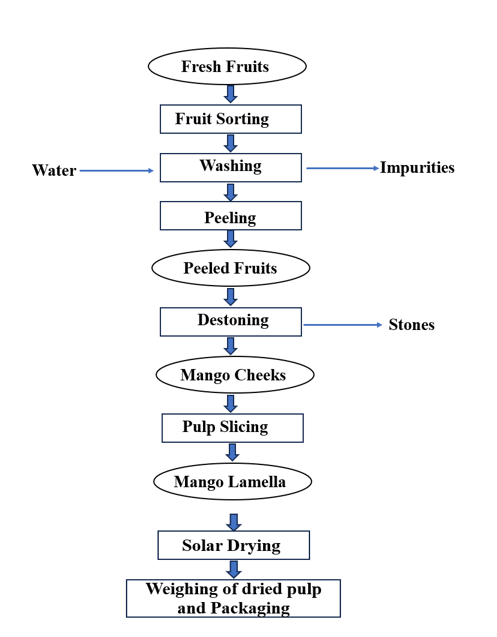 Fresh Fruits
Fruit Sorting
Water
Washing
Impurities
Peeling
Peeled Fruits
Destoning
Stones
Mango Cheeks
Pulp Slicing
Mango Lamella
Solar Drying
Weighing of dried pulp
and Packaging